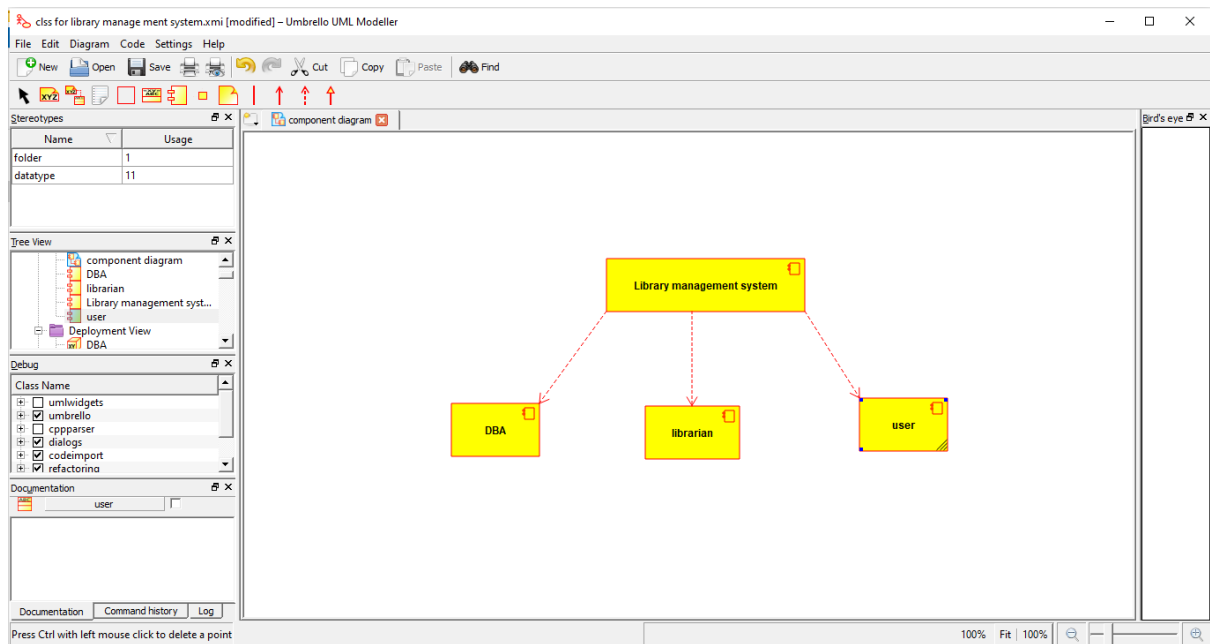 clss for library manage ment system.xmi [modified] – Umbrello UML Modeller
File Edit Diagram Code Settings Help
New Open Save Cut Copy Paste Find
Stereotypes
Name Usage
folder 1
datatype 11
Tree View
component diagram
DBA
librarian
Library management syst...
user
Deployment View
DBA
Debug
Class Name
umlwidgets
umbrello
cppparser
dialogs
codeimport
refactoring
Documentation
user
Documentation Command history Log
Press Ctrl with left mouse click to delete a point
component diagram
Library management system
DBA
librarian
user
Bird's eye
100% Fit 100%